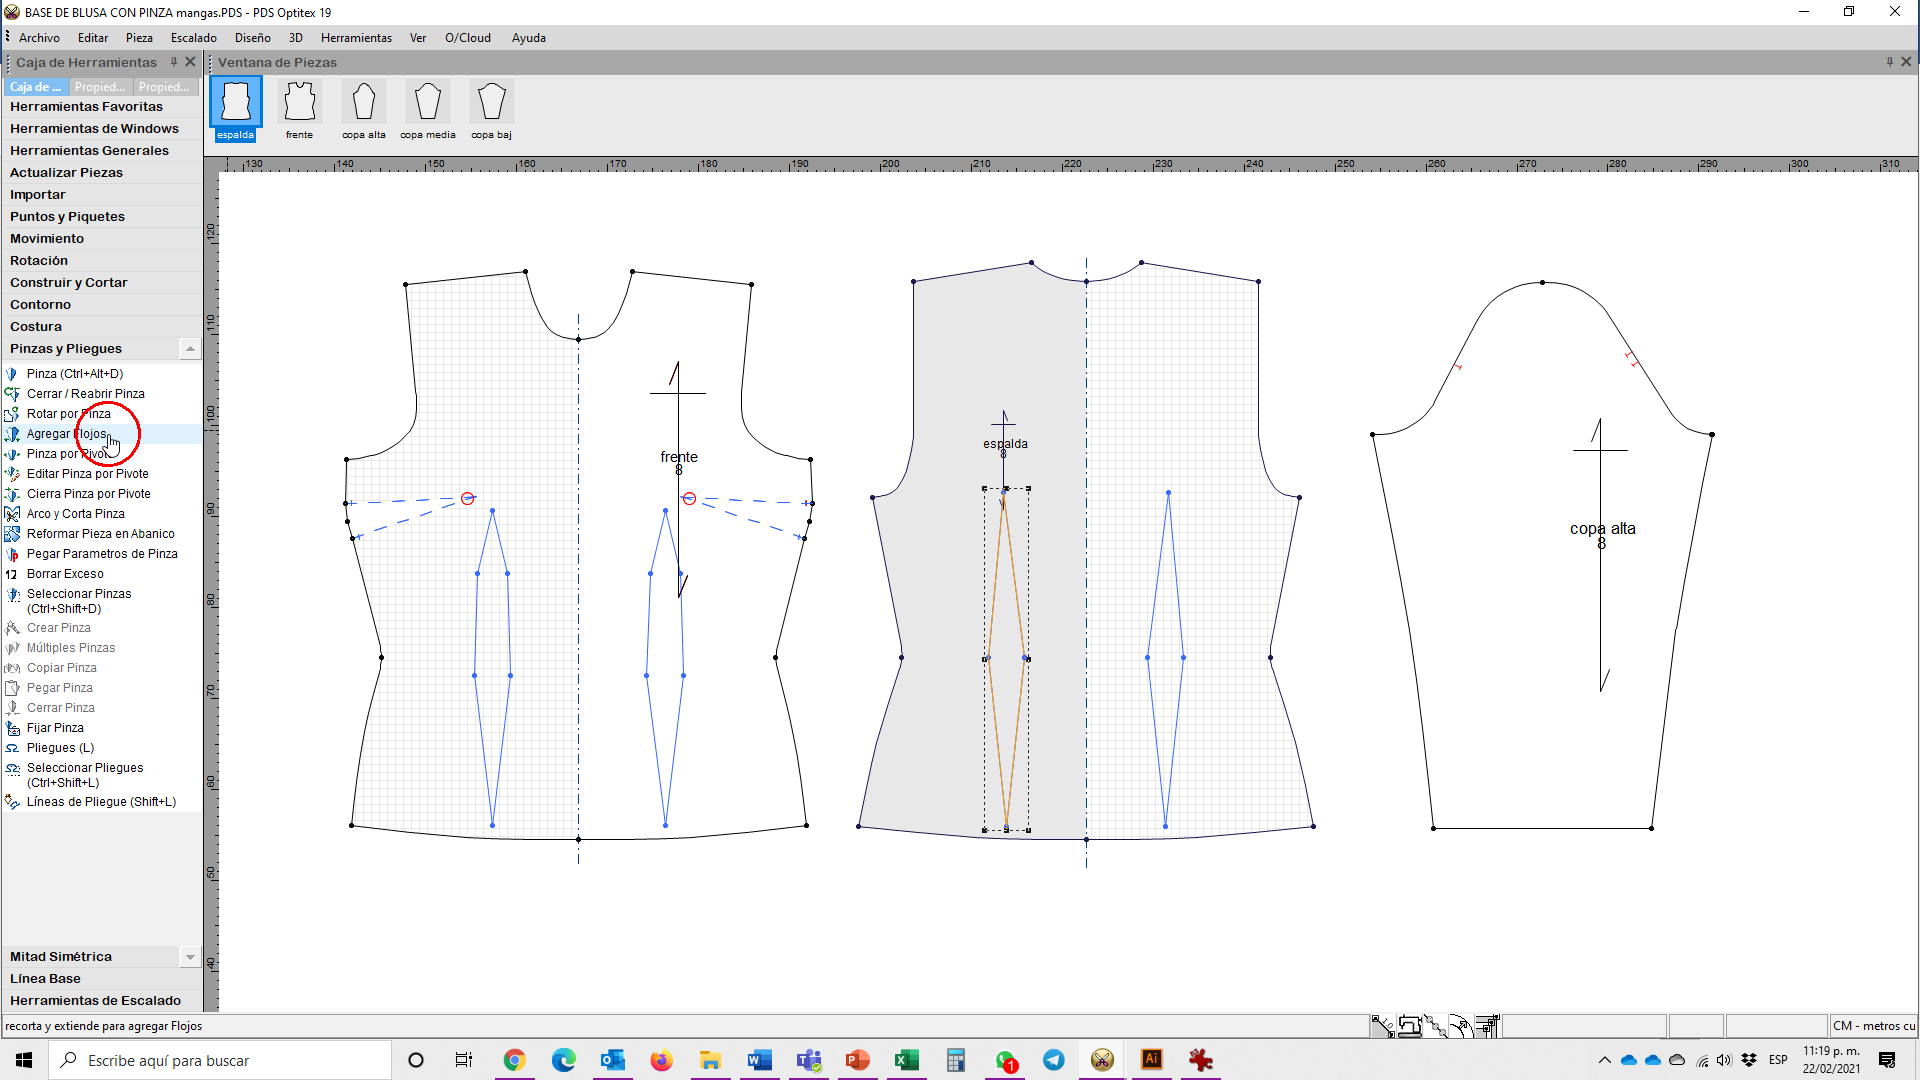 BASE DE BLUSA CON PINZA mangas.PDS - PDS Optitex 19
Archivo Editar Pieza Escalado Diseño 3D Herramientas Ver O/Cloud Ayuda
Caja de Herramientas
Ventana de Piezas
Caja de ... Propied... Propied...
Herramientas Favoritas
Herramientas de Windows
Herramientas Generales
Actualizar Piezas
Importar
Puntos y Piquetes
Movimiento
Rotación
Construir y Cortar
Contorno
Costura
Pinzas y Pliegues
Pinza (Ctrl+Alt+D)
Cerrar / Reabrir Pinza
Rotar por Pinza
Agregar Flojos
Pinza por Pivote
Editar Pinza por Pivote
Cierra Pinza por Pivote
Arco y Corta Pinza
Reformar Pieza en Abanico
Pegar Parametros de Pinza
Borrar Exceso
Seleccionar Pinzas
(Ctrl+Shift+D)
Crear Pinza
Múltiples Pinzas
Copiar Pinza
Pegar Pinza
Cerrar Pinza
Fijar Pinza
Pliegues (L)
Seleccionar Pliegues
(Ctrl+Shift+L)
Líneas de Pliegue (Shift+L)
Mitad Simétrica
Línea Base
Herramientas de Escalado
espalda frente copa alta copa media copa baj
130 140 150 160 170 180 190 200 210 220 230 240 250 260 270 280 290 300 310
120
110
100
90
80
70
60
50
40
frente
8
espalda
8
copa alta
8
recorta y extiende para agregar Flojos
CM - metros cu
Escribe aquí para buscar
1
ESP
11:19 p. m.
22/02/2021